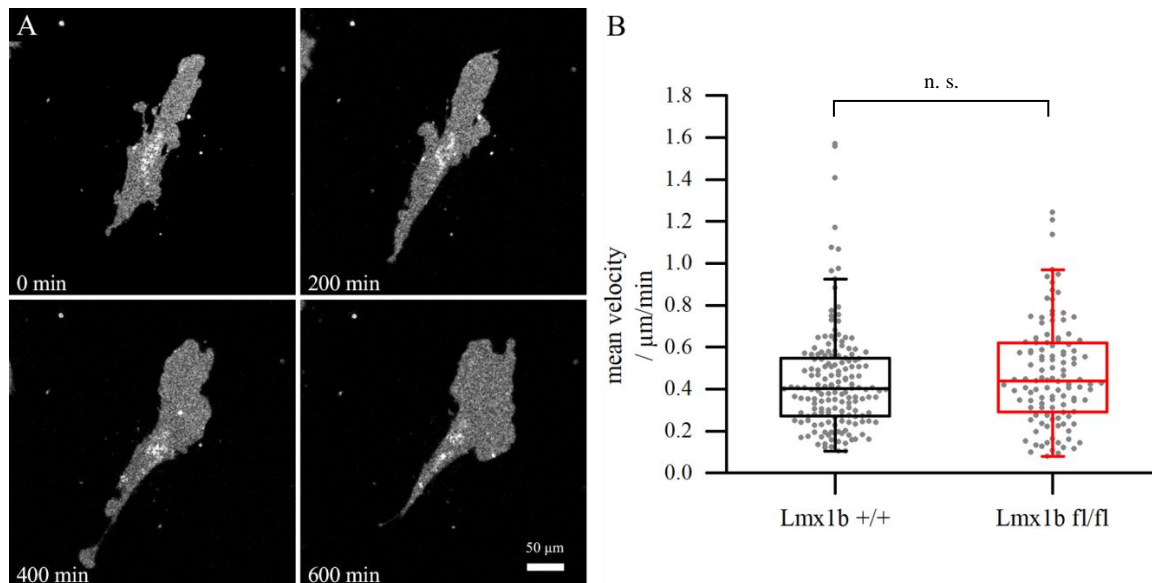 A
0 min
200 min
400 min
600 min
50 µm
B
n. s.
mean velocity
/ µm/min
1.8
1.6
1.4
1.2
1.0
0.8
0.6
0.4
0.2
0.0
Lmx1b +/+
Lmx1b fl/fl